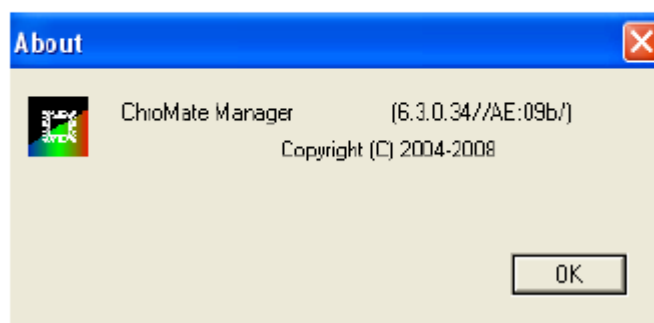 About
ChroMate Manager (6.3.0.34//AE:09b/)
Copyright (C) 2004-2008
OK